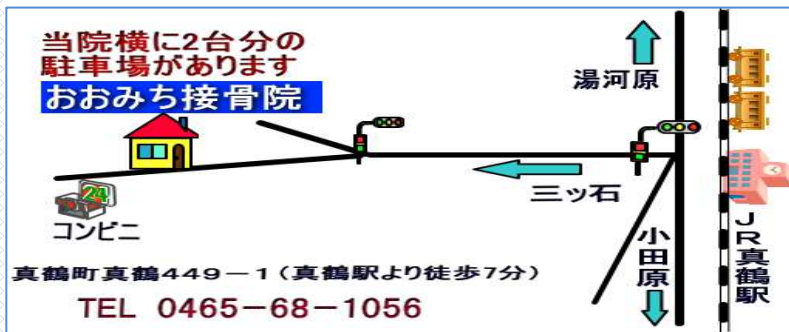 当院横に2台分の
駐車場があります
おおみち接骨院
湯河原
三ッ石
24
コンビニ
小田原
JR真鶴駅
真鶴町真鶴449－1（真鶴駅より徒歩7分）
TEL 0465－68－1056